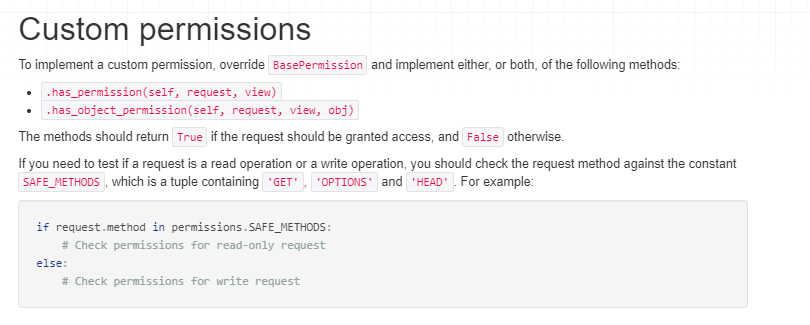 Custom permissions
To implement a custom permission, override BasePermission and implement either, or both, of the following methods:
• .has_permission(self, request, view)
• .has_object_permission(self, request, view, obj)
The methods should return True if the request should be granted access, and False otherwise.
If you need to test if a request is a read operation or a write operation, you should check the request method against the constant
SAFE_METHODS, which is a tuple containing 'GET', 'OPTIONS' and 'HEAD'. For example:
if request.method in permissions.SAFE_METHODS:
    # Check permissions for read-only request
else:
    # Check permissions for write request